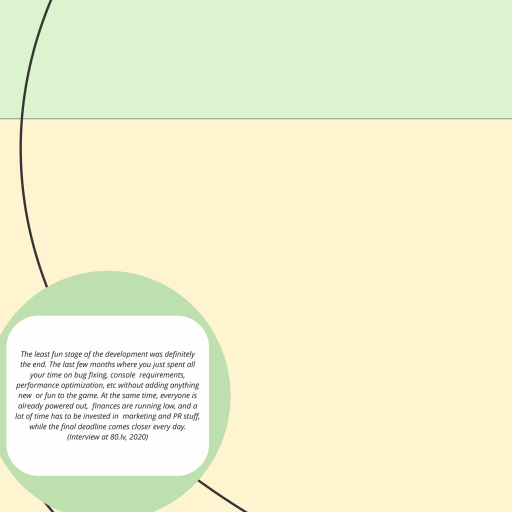 The least fun stage of the development was definitely
the end. The last few months where you just spent all
your time on bug fixing, console  requirements,
performance optimization, etc without adding anything
new  or fun to the game. At the same time, everyone is
already powered out,  finances are running low, and a
lot of time has to be invested in  marketing and PR stuff,
while the final deadline comes closer every day.
(Interview at 80.lv, 2020)